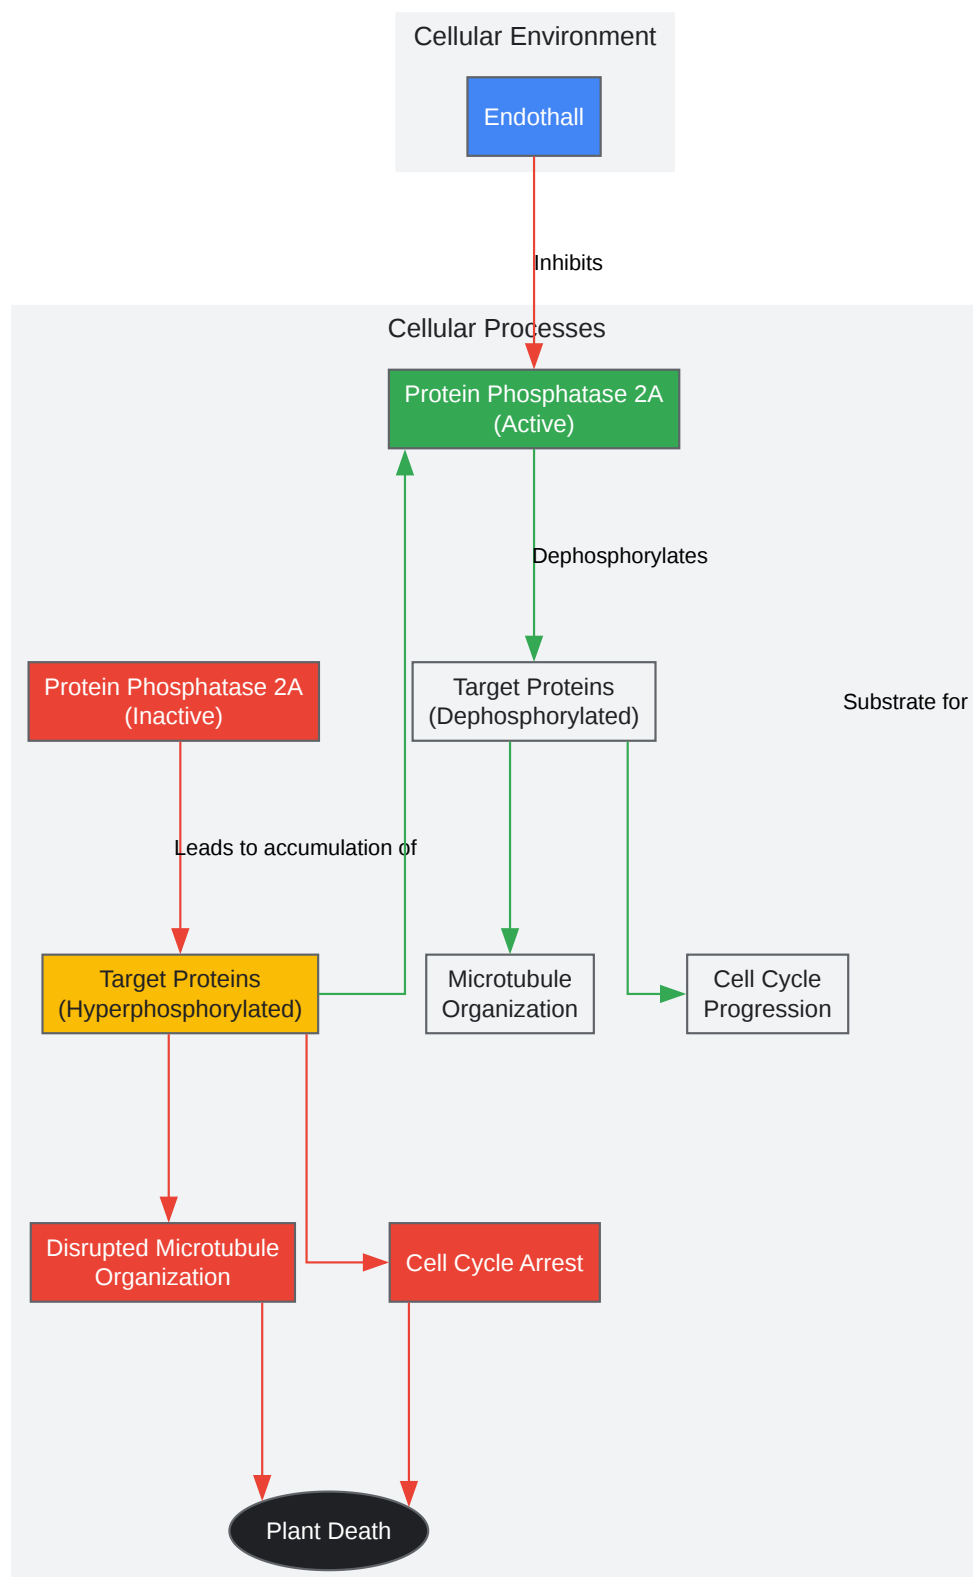 Cellular Environment
Endothall
Inhibits
Cellular Processes
Protein Phosphatase 2A
(Active)
Dephosphorylates
Protein Phosphatase 2A
(Inactive)
Target Proteins
(Dephosphorylated)
Substrate for
Leads to accumulation of
Target Proteins
(Hyperphosphorylated)
Microtubule
Organization
Cell Cycle
Progression
Disrupted Microtubule
Organization
Cell Cycle Arrest
Plant Death